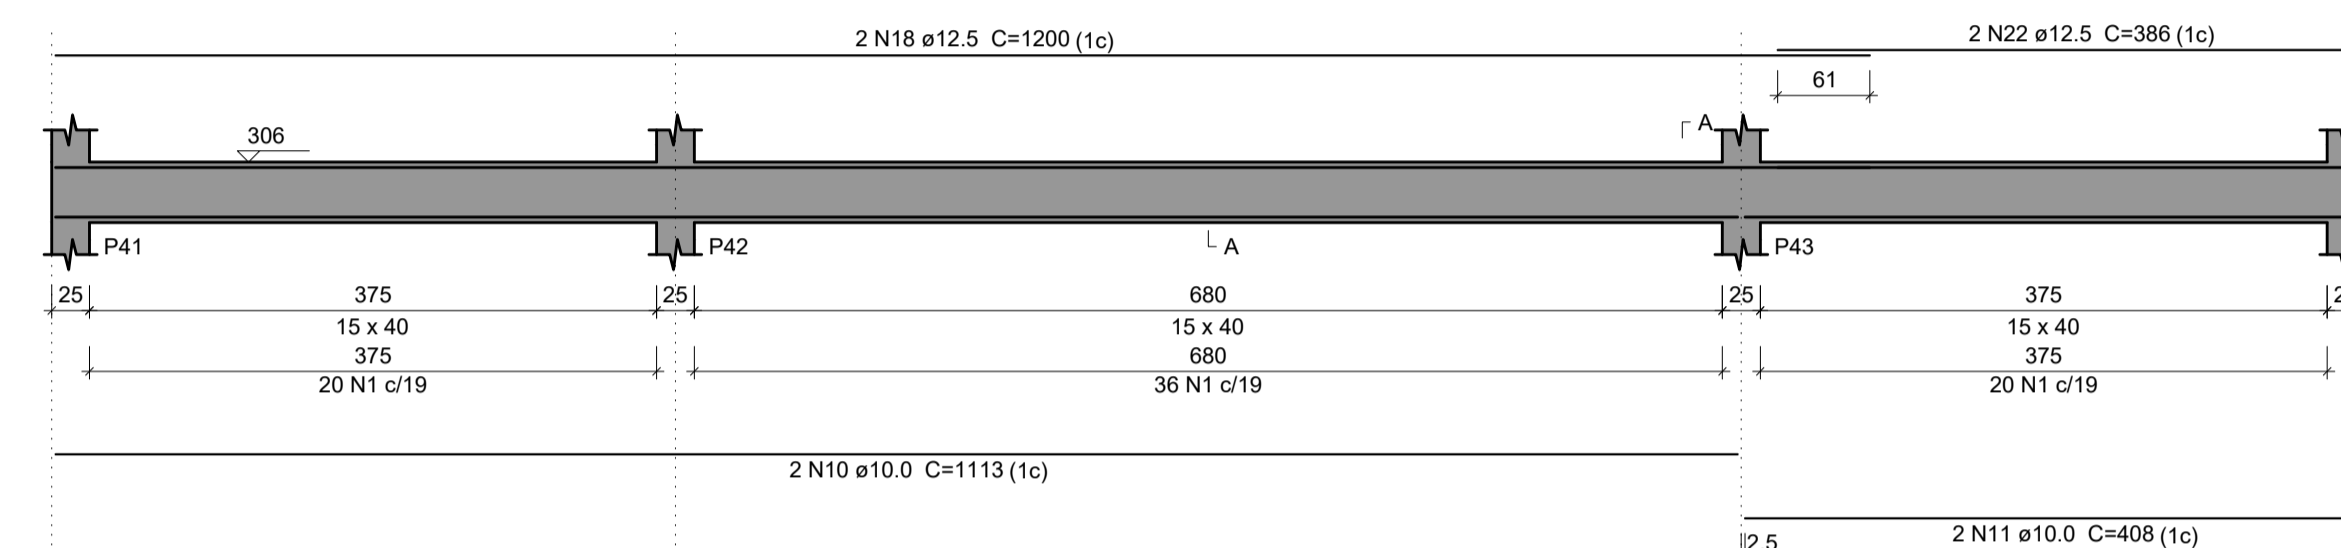 2 N18 ø12.5 C=1200 (1c)
2 N22 ø12.5 C=386 (1c)
61
306
A
P41
P42
A
P43
25 375 25 680 25 375
15 x 40 15 x 40 15 x 40
375 680 375
20 N1 c/19 36 N1 c/19 20 N1 c/19
2 N10 ø10.0 C=1113 (1c)
2 N11 ø10.0 C=408 (1c)